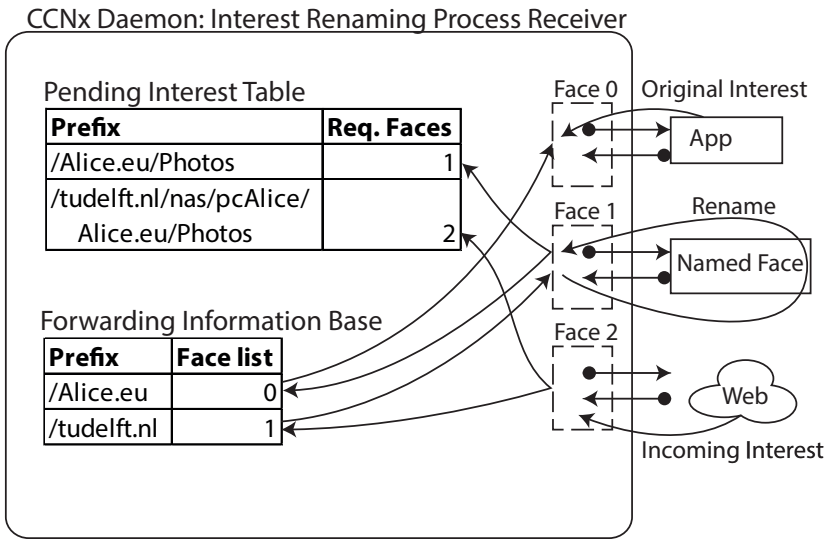 CCNx Daemon: Interest Renaming Process Receiver
Pending Interest Table
Prefix Req. Faces
/Alice.eu/Photos 1
/tudelft.nl/nas/pcAlice/
Alice.eu/Photos 2
Forwarding Information Base
Prefix Face list
/Alice.eu 0
/tudelft.nl 1
Face 0 Original Interest
App
Face 1 Rename
Named Face
Face 2
Web
Incoming Interest